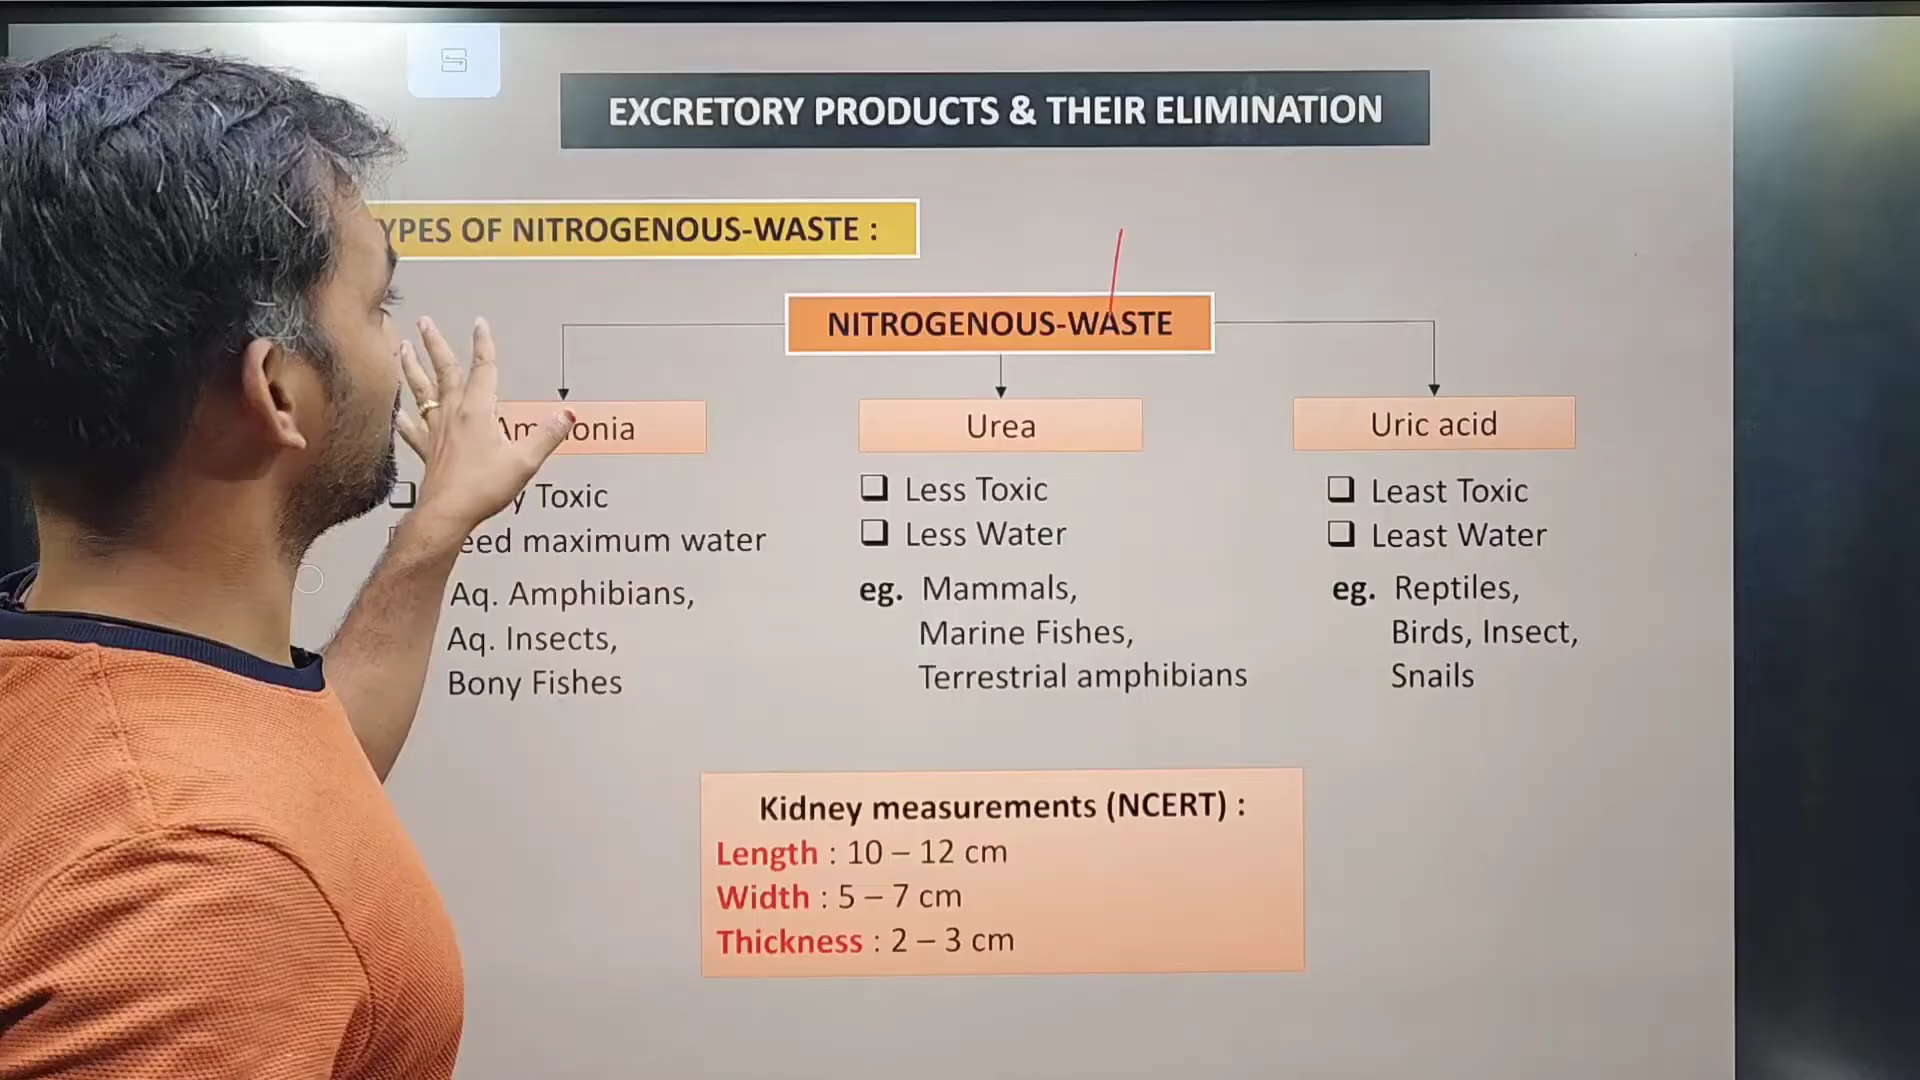 EXCRETORY PRODUCTS & THEIR ELIMINATION
YPES OF NITROGENOUS-WASTE :
NITROGENOUS-WASTE
Urea
Uric acid
Toxic
maximum water
Aq. Amphibians,
Aq. Insects,
Bony Fishes
❑ Less Toxic
❑ Less Water
eg. Mammals,
Marine Fishes,
Terrestrial amphibians
❑ Least Toxic
❑ Least Water
eg. Reptiles,
Birds, Insect,
Snails
Kidney measurements (NCERT) :
Length : 10 – 12 cm
Width : 5 – 7 cm
Thickness : 2 – 3 cm